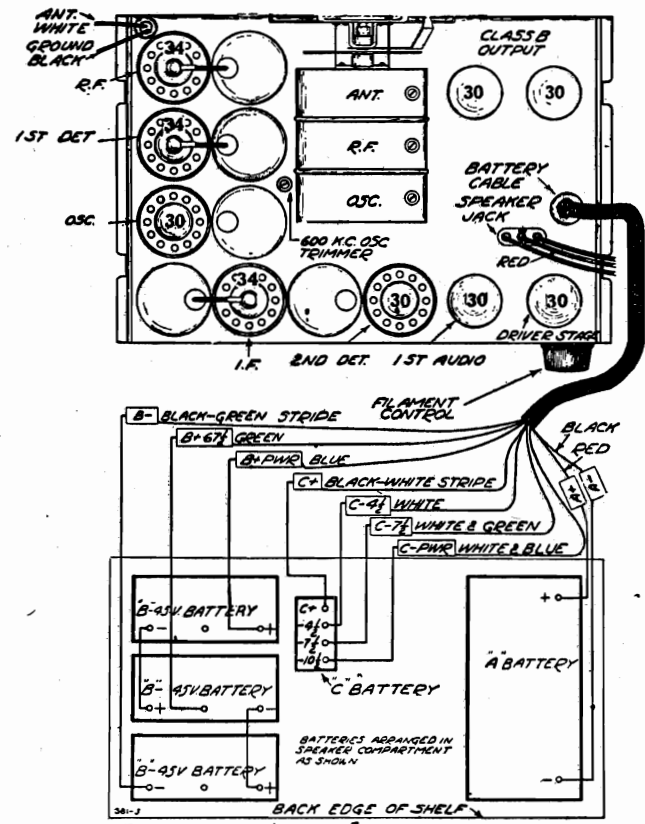 ANT.
WHITE
GROUND
BLACK
R.F.
1ST DET
OSC.
34
34
30
34
30
30
30
30
30
ANT.
R.F.
OSC.
600 K.C. OSC
TRIMMER
CLASS B
OUTPUT
BATTERY
CABLE
SPEAKER
JACK
RED
DRIVER STAGE
I.F.
2ND DET.
1ST AUDIO
FILAMENT
CONTROL
B- BLACK-GREEN STRIPE
B+67½ GREEN
B+PWR BLUE
C+ BLACK-WHITE STRIPE
C-4½ WHITE
C-7½ WHITE & GREEN
C-PWR WHITE & BLUE
BLACK
RED
A+
A-
"B"-45V. BATTERY
- +
"B"- 45V. BATTERY
+ -
"B"-45V BATTERY
- +
C+
-4½
-7½
-10½
"C" BATTERY
+
"A" BATTERY
-
BATTERIES ARRANGED IN
SPEAKER COMPARTMENT
AS SHOWN
381-J
BACK EDGE OF SHELF